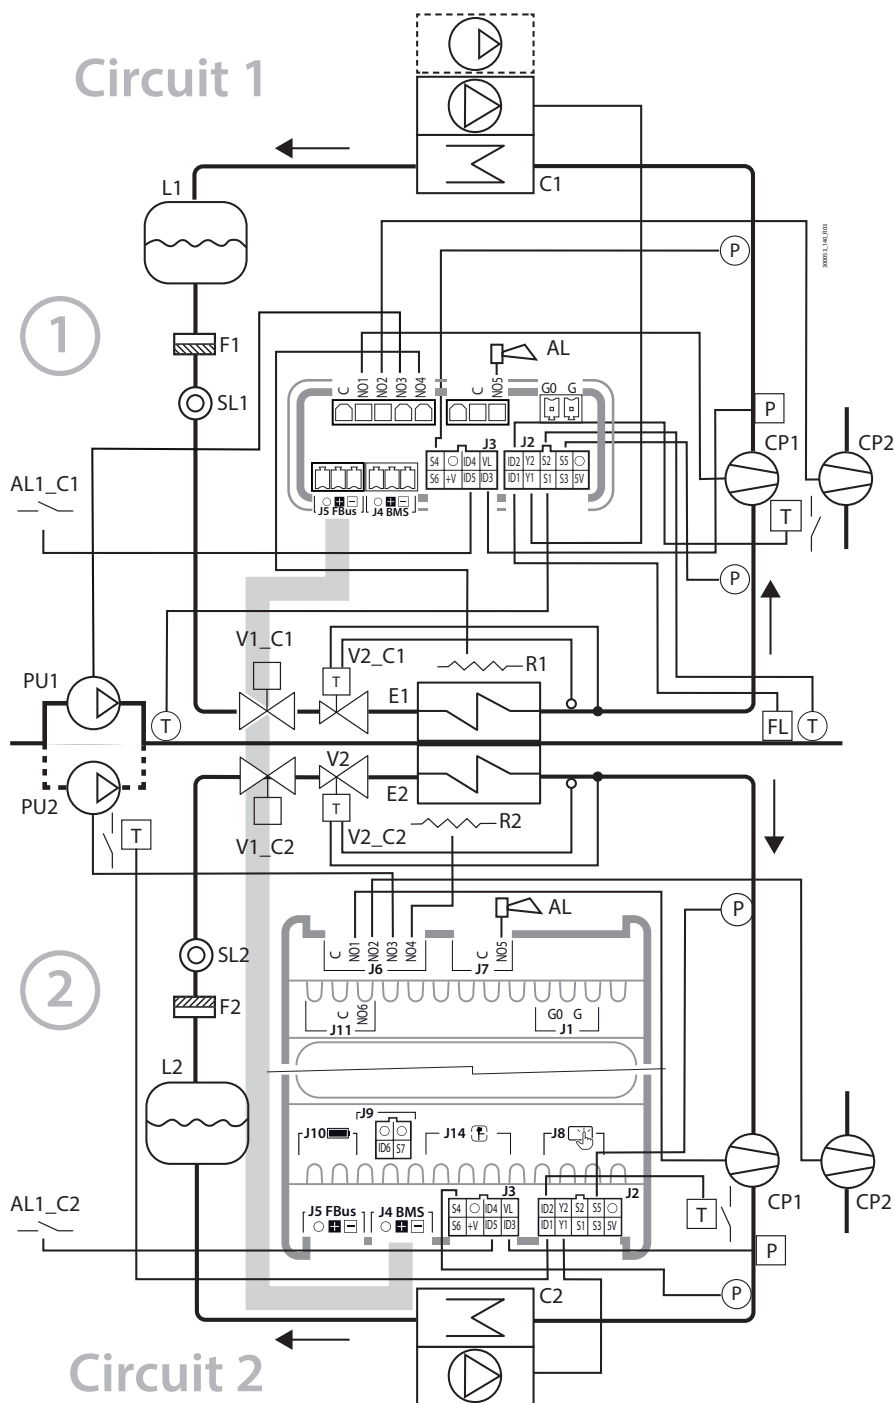 Circuit 1
C1
L1
P
300053_140_R03
1
F1
AL
C
NO1
NO2
NO3
NO4
C
NO5
G0 G
SL1
P
CP1
CP2
J3
J2
S4 ID4 VL
S6 +V ID5 ID3
ID2 Y2 S2 S5
ID1 Y1 S1 S3 5V
AL1_C1
J5 FBus
J4 BMS
T
P
V1_C1
V2_C1
R1
PU1
T
E1
T
FL
T
V2
PU2
E2
T
T
V1_C2
V2_C2
R2
AL
P
C
NO1
NO2
NO3
NO4
J6
C
NO5
J7
SL2
2
F2
C
NO6
J11
G0 G
J1
L2
J9
J10
J14
J8
ID6 S7
CP1
CP2
J3
J2
AL1_C2
J5 FBus
J4 BMS
S4 ID4 VL
S6 +V ID5 ID3
ID2 Y2 S2 S5
ID1 Y1 S1 S3 5V
T
P
C2
P
Circuit 2